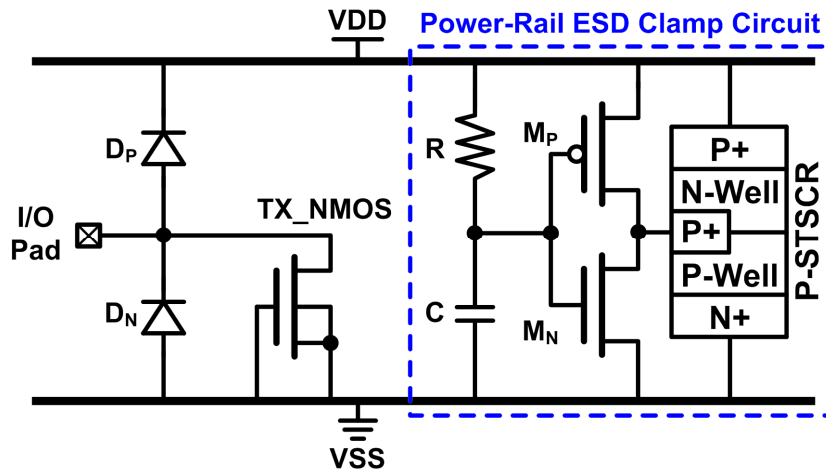 VDD
Power-Rail ESD Clamp Circuit
DP
R
MP
P+
N-Well
I/O
Pad
TX_NMOS
P+
P-STSCR
P-Well
DN
C
MN
N+
VSS